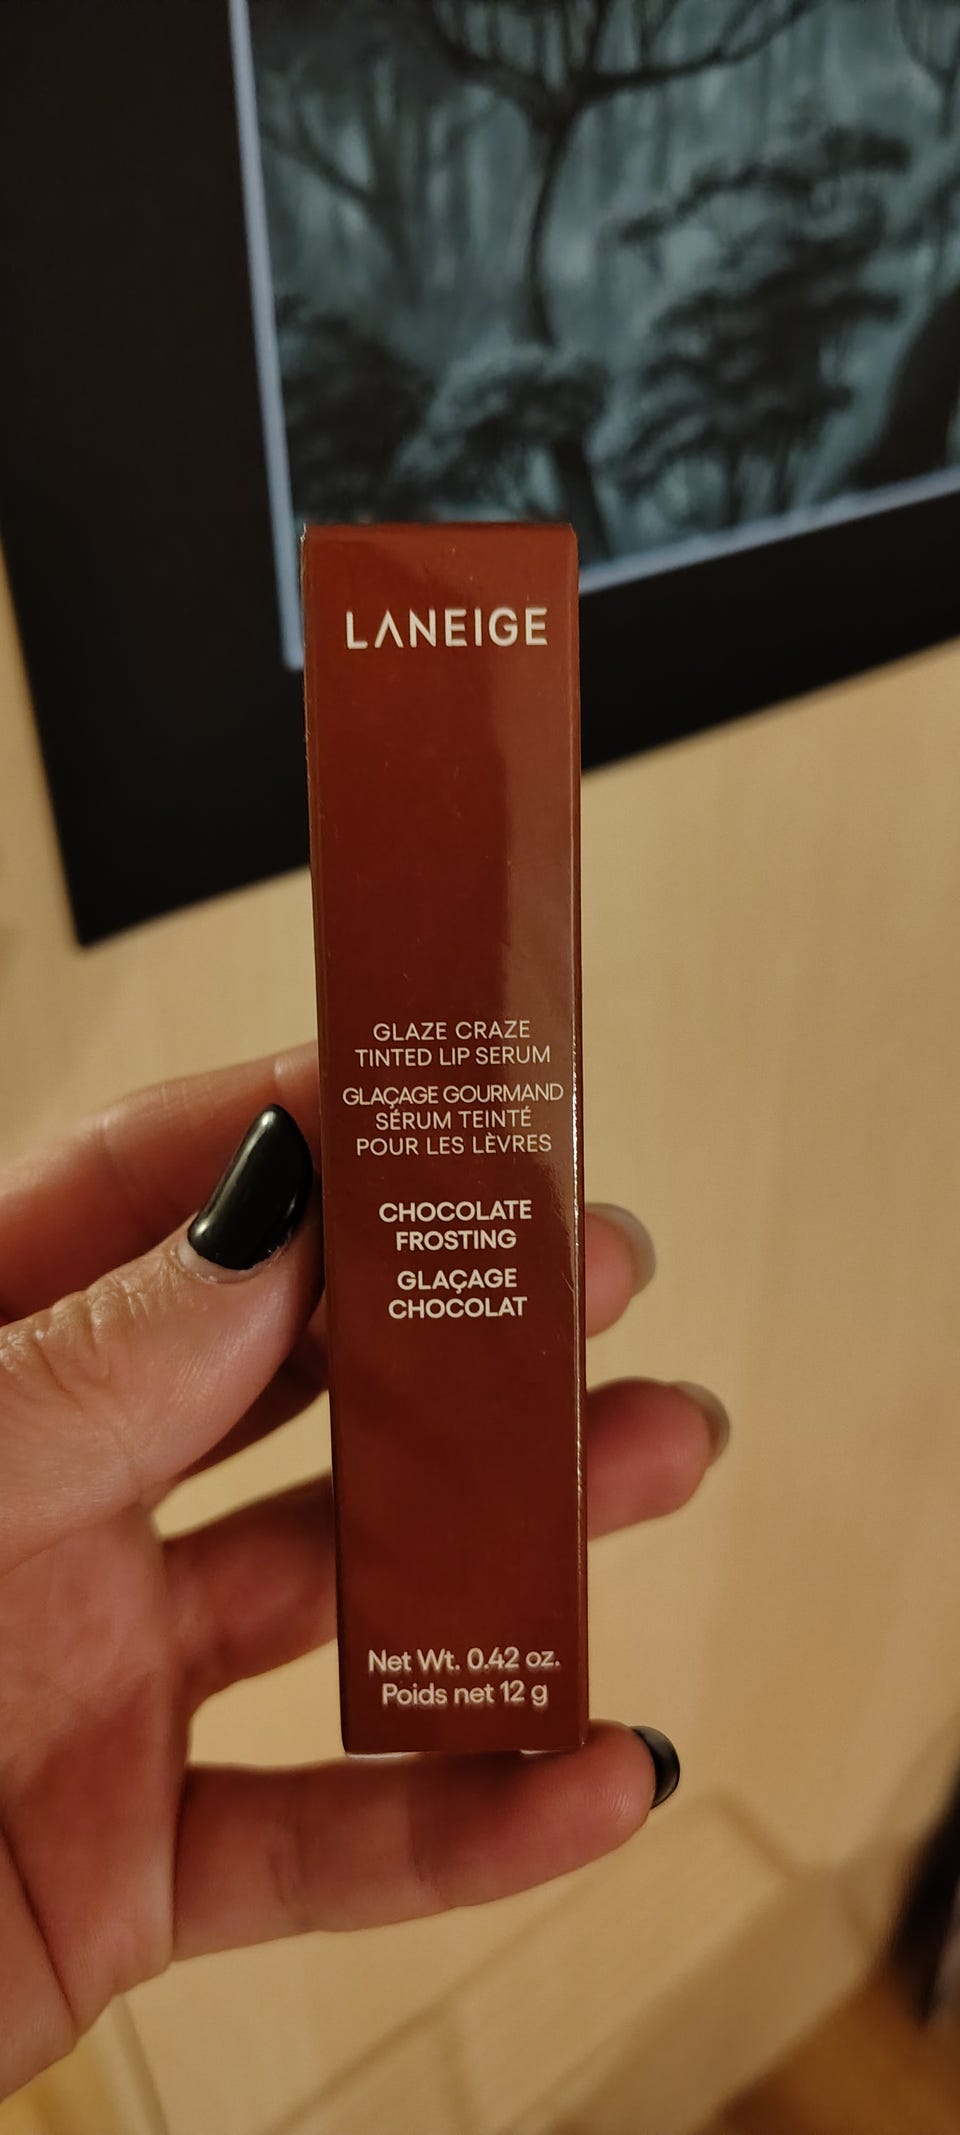 LANEIGE
GLAZE CRAZE
TINTED LIP SERUM
GLAÇAGE GOURMAND
SÉRUM TEINTÉ
POUR LES LÈVRES
CHOCOLATE
FROSTING
GLAÇAGE
CHOCOLAT
Net Wt. 0.42 oz.
Poids net 12 g